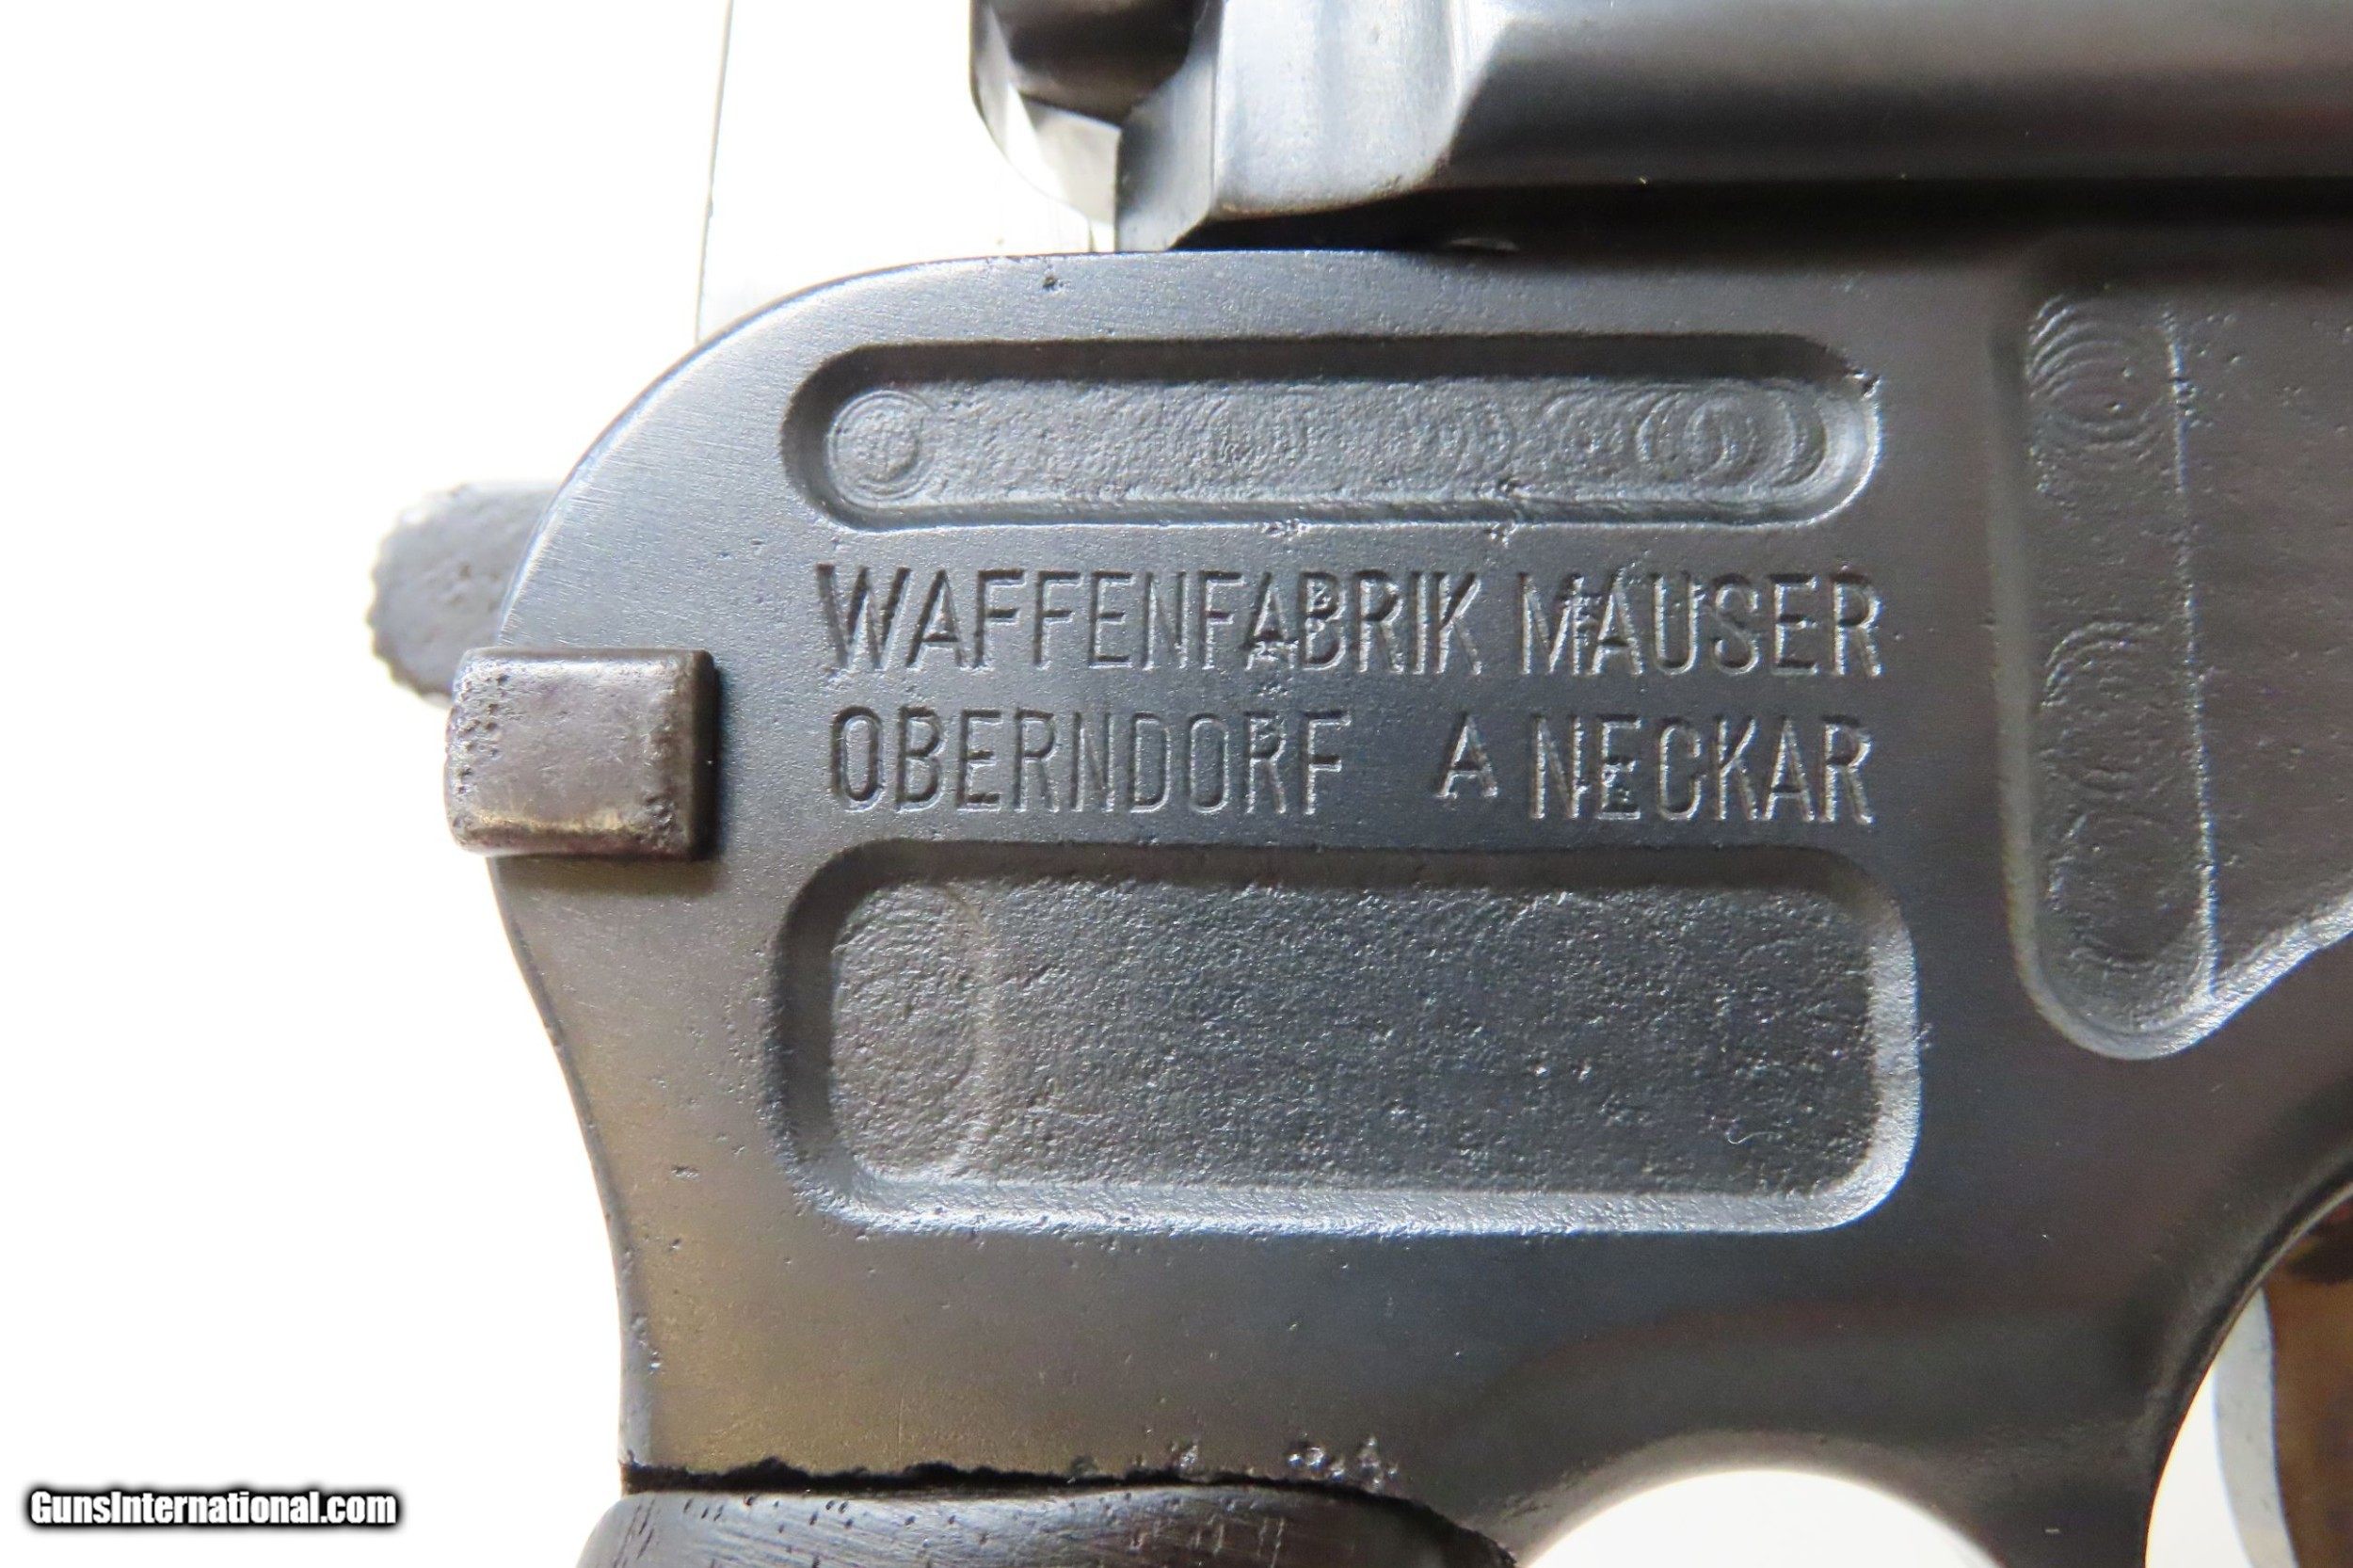 WAFFENFABRIK MAUSER
OBERNDORF A NECKAR
GunsInternational.com